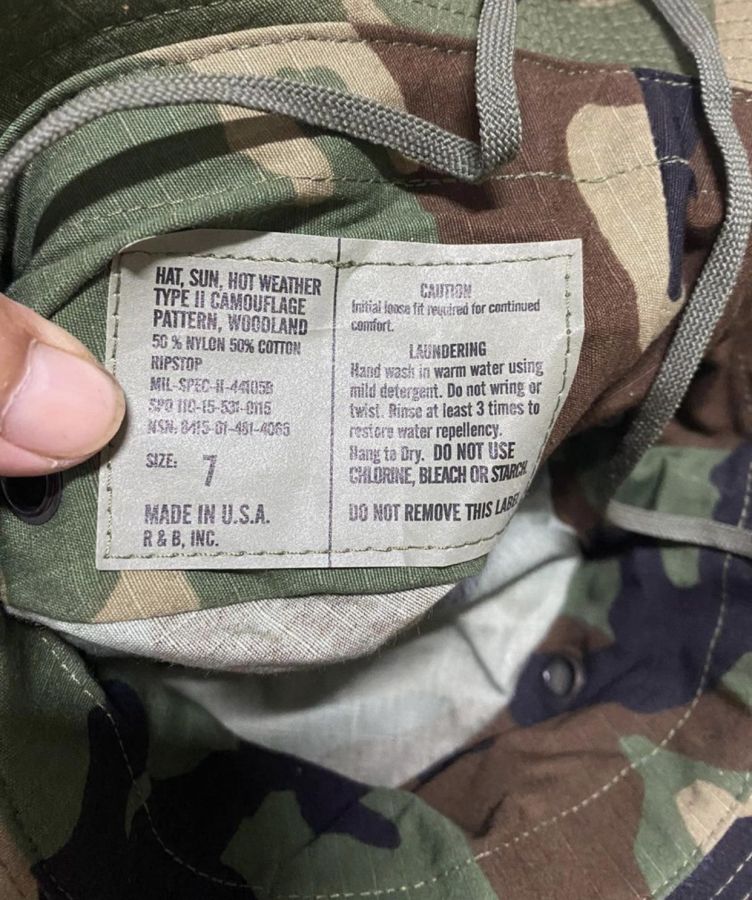 HAT, SUN, HOT WEATHER
TYPE II CAMOUFLAGE
PATTERN, WOODLAND
50 % NYLON 50% COTTON
RIPSTOP
MIL-SPEC-H-44105B
SPO 110-15-531-0115
NSN: 8415-01-481-4065
SIZE: 7
MADE IN U.S.A.
R & B, INC.
CAUTION
Initial loose fit required for continued
comfort.
LAUNDERING
Hand wash in warm water using
mild detergent. Do not wring or
twist. Rinse at least 3 times to
restore water repellency.
Hang to Dry. DO NOT USE
CHLORINE, BLEACH OR STARCH.
DO NOT REMOVE THIS LABEL